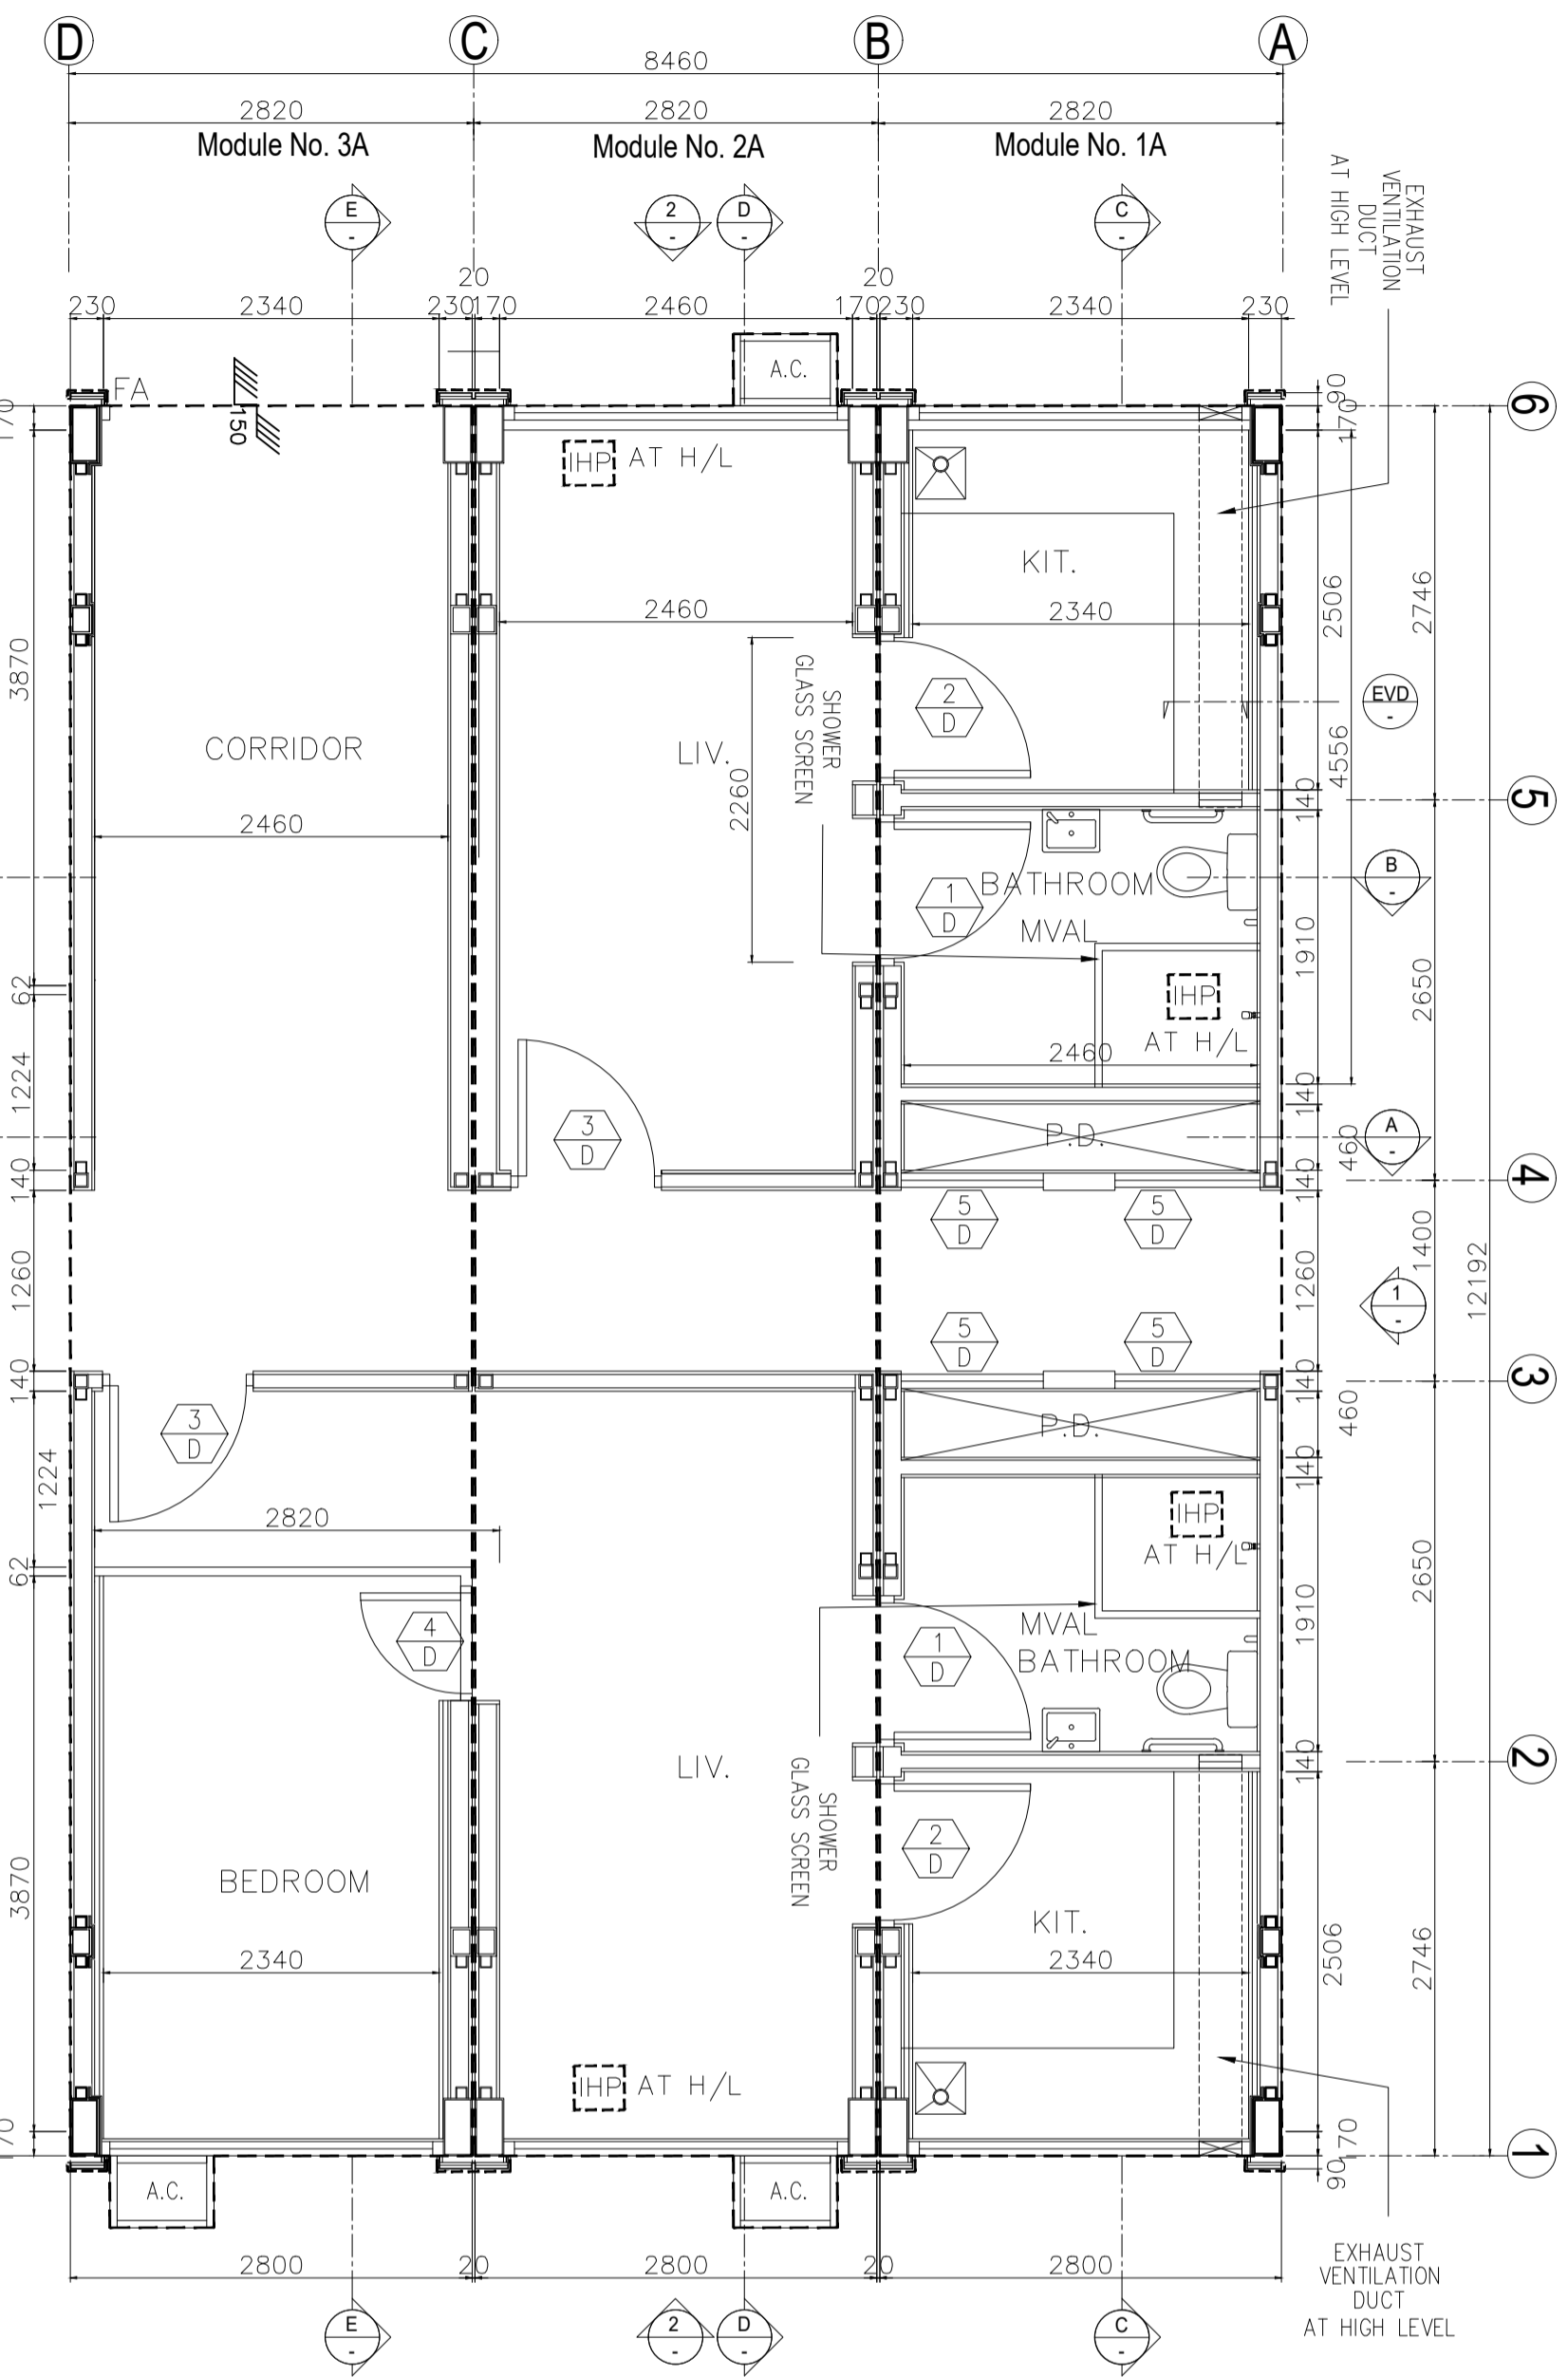 D
C
B
A
8460
2820
2820
2820
Module No. 3A
Module No. 2A
Module No. 1A
E
-
2
-
D
-
C
-
EXHAUST
VENTILATION
DUCT
AT HIGH LEVEL
20
20
230
2340
230
170
2460
170
230
2340
230
A.C.
FA
150
90
170
6
IHP
AT H/L
KIT.
2340
2460
2506
2746
3870
CORRIDOR
2460
LIV.
2260
SHOWER
GLASS SCREEN
2
D
EVD
-
4556
140
5
BATHROOM
MVAL
1
D
B
-
1910
2650
IHP
AT H/L
2460
62
1224
140
3
D
140
P.D.
460
A
-
140
4
5
D
5
D
1260
1260
1400
12192
1
-
5
D
5
D
140
140
3
3
D
P.D.
460
140
1224
2820
62
IHP
AT H/L
MVAL
BATHROOM
1
D
4
D
1910
2650
140
2
LIV.
SHOWER
GLASS SCREEN
2
D
3870
BEDROOM
2340
KIT.
2340
2506
2746
IHP
AT H/L
170
90
1
A.C.
A.C.
2800
20
2800
20
2800
EXHAUST
VENTILATION
DUCT
AT HIGH LEVEL
E
-
2
-
D
-
C
-